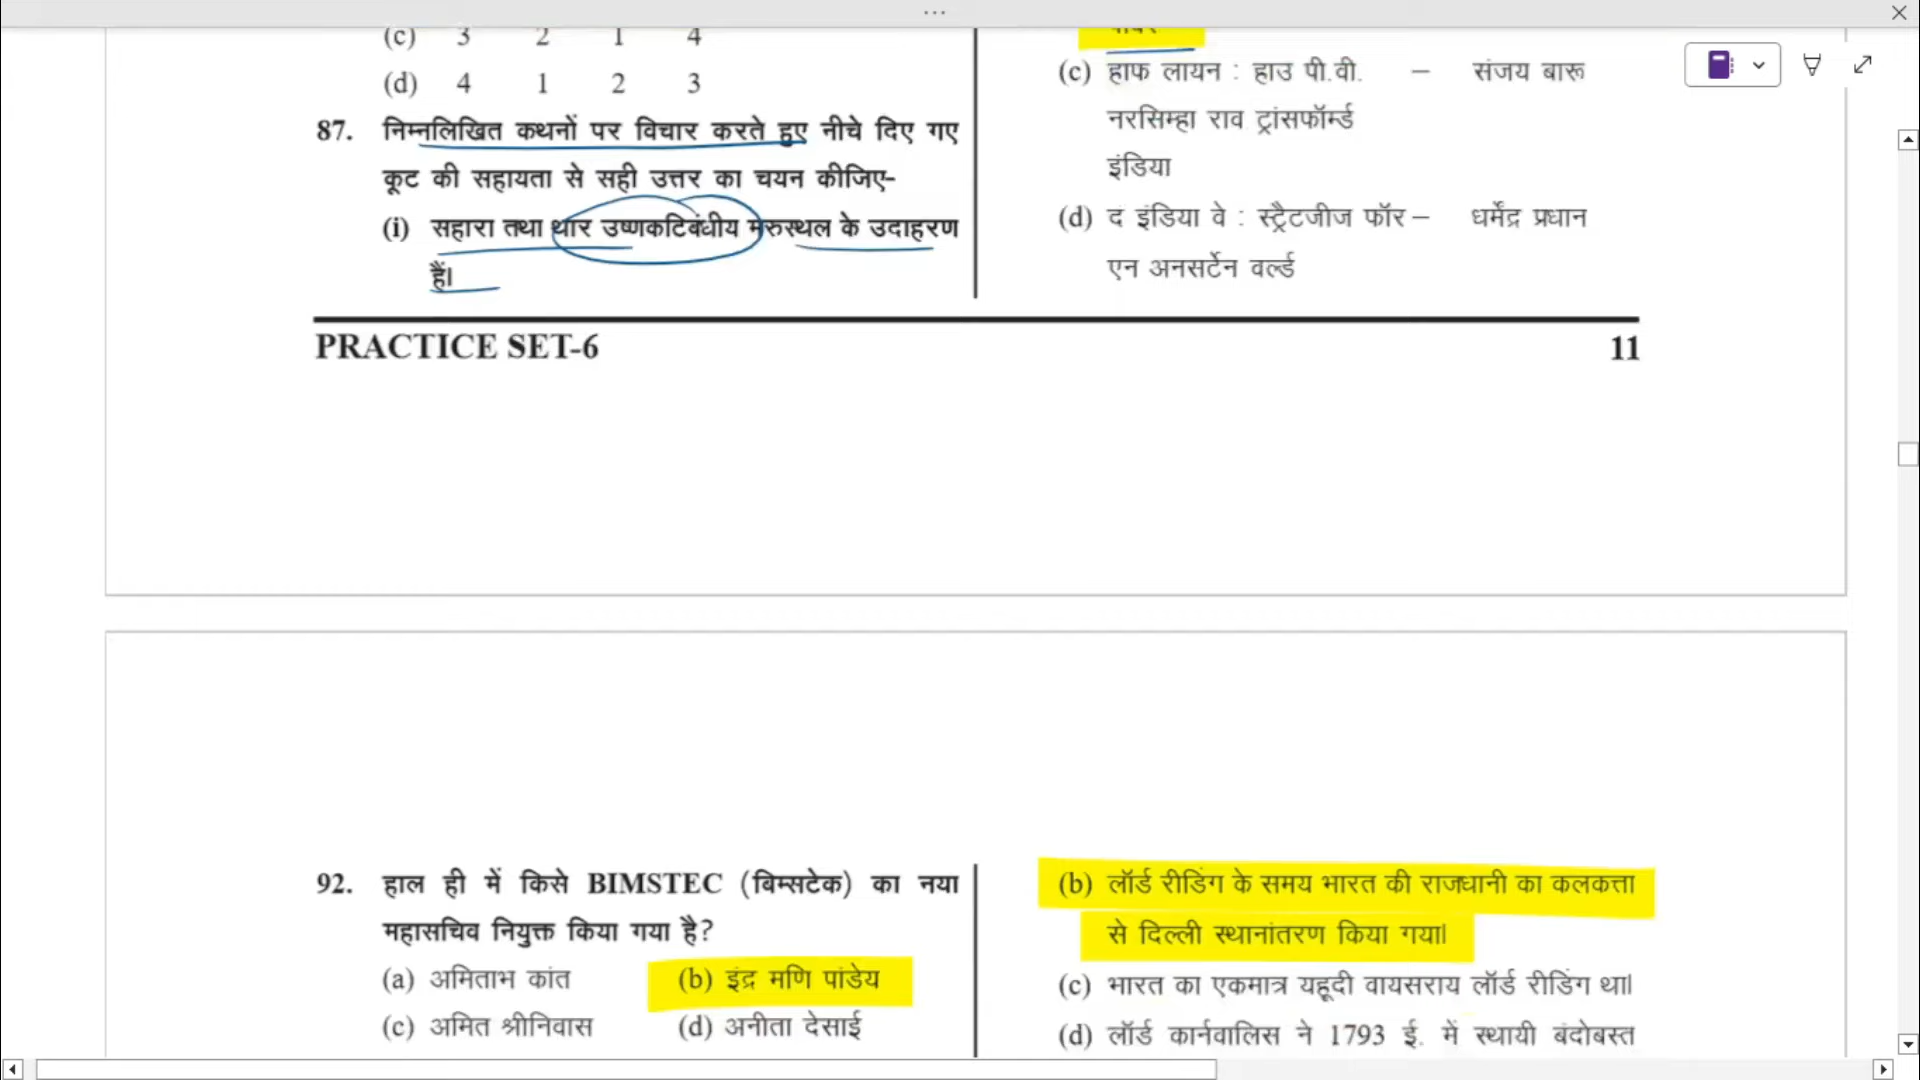 (c) 3 2 1 4
(d) 4 1 2 3
87. निम्नलिखित कथनों पर विचार करते हुए नीचे दिए गए
कूट की सहायता से सही उत्तर का चयन कीजिए-
(i) सहारा तथा थार उष्णकटिबंधीय मरुस्थल के उदाहरण
हैं।
(c) हाफ लायन : हाउ पी.वी. – संजय बारू
नरसिम्हा राव ट्रांसफॉर्म्ड
इंडिया
(d) द इंडिया वे : स्ट्रैटजीज फॉर – धर्मेंद्र प्रधान
एन अनसर्टेन वर्ल्ड
PRACTICE SET-6 11
92. हाल ही में किसे BIMSTEC (बिम्सटेक) का नया
महासचिव नियुक्त किया गया है?
(a) अमिताभ कांत (b) इंद्र मणि पांडेय
(c) अमित श्रीनिवास (d) अनीता देसाई
(b) लॉर्ड रीडिंग के समय भारत की राजधानी का कलकत्ता
से दिल्ली स्थानांतरण किया गया।
(c) भारत का एकमात्र यहूदी वायसराय लॉर्ड रीडिंग था।
(d) लॉर्ड कार्नवालिस ने 1793 ई. में स्थायी बंदोबस्त